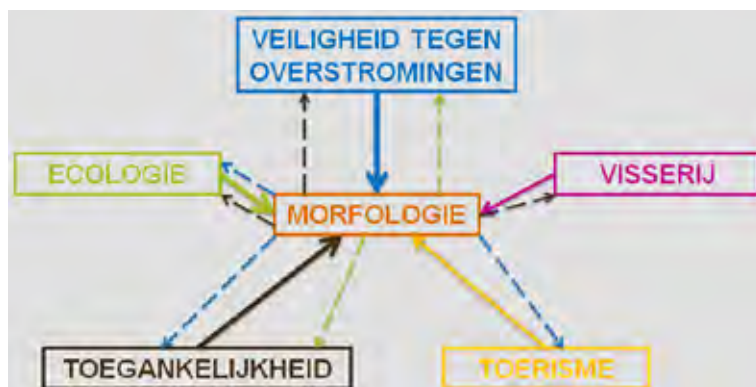 VEILIGHEID TEGEN
OVERSTROMINGEN
ECOLOGIE
VISSERIJ
MORFOLOGIE
TOEGANKELIJKHEID
TOERISME